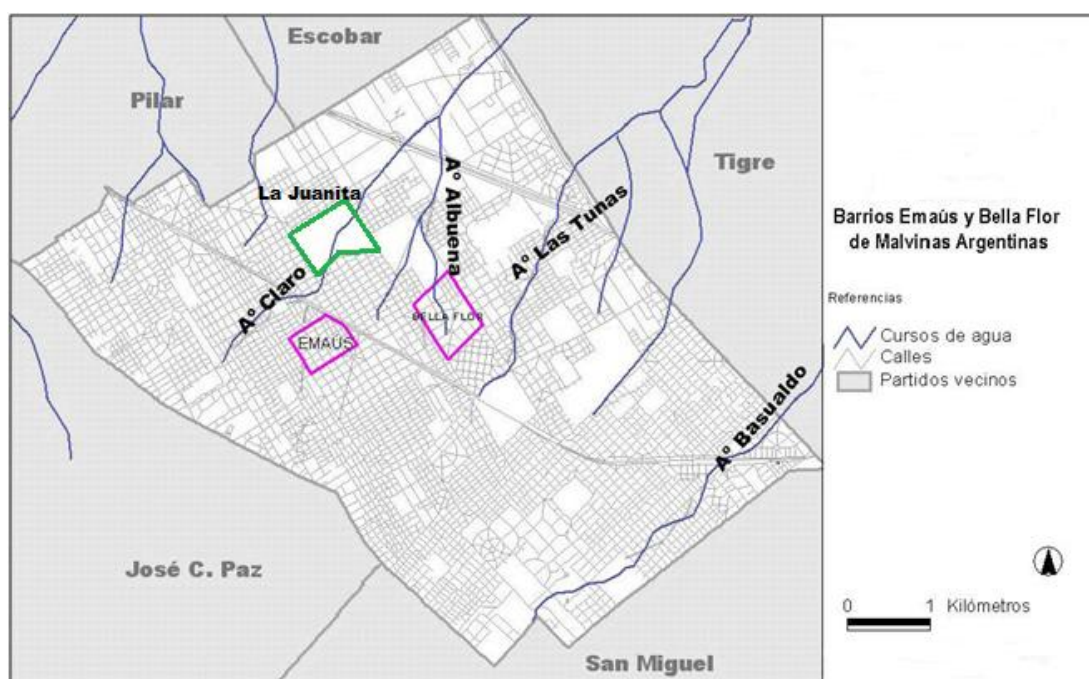 Escobar
Pilar
Tigre
La Juanita
Aº Albuena
Aº Las Tunas
Aº Claro
BELLA FLOR
EMAÚS
Aº Basualdo
José C. Paz
San Miguel
Barrios Emaús y Bella Flor
de Malvinas Argentinas
Referencias
Cursos de agua
Calles
Partidos vecinos
0 1 Kilómetros